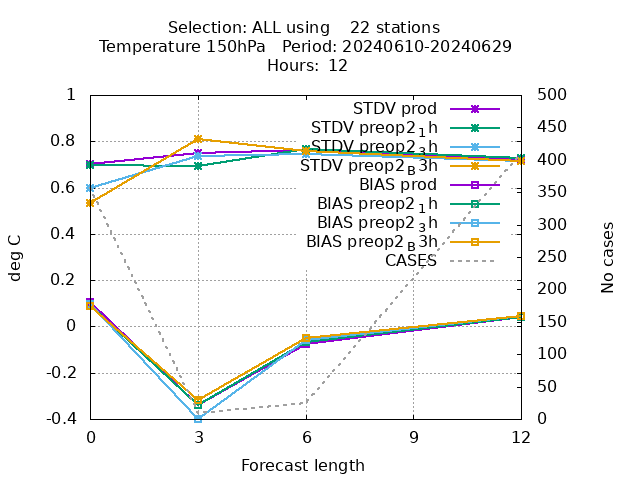 Selection: ALL using 22 stations
Temperature 150hPa Period: 20240610-20240629
Hours: 12
1
0.8
0.6
0.4
0.2
0
-0.2
-0.4
deg C
STDV prod
STDV preop2_1h
STDV preop2_3h
STDV preop2_B3h
BIAS prod
BIAS preop2_1h
BIAS preop2_3h
BIAS preop2_B3h
CASES
500
450
400
350
300
250
200
150
100
50
0
No cases
0 3 6 9 12
Forecast length